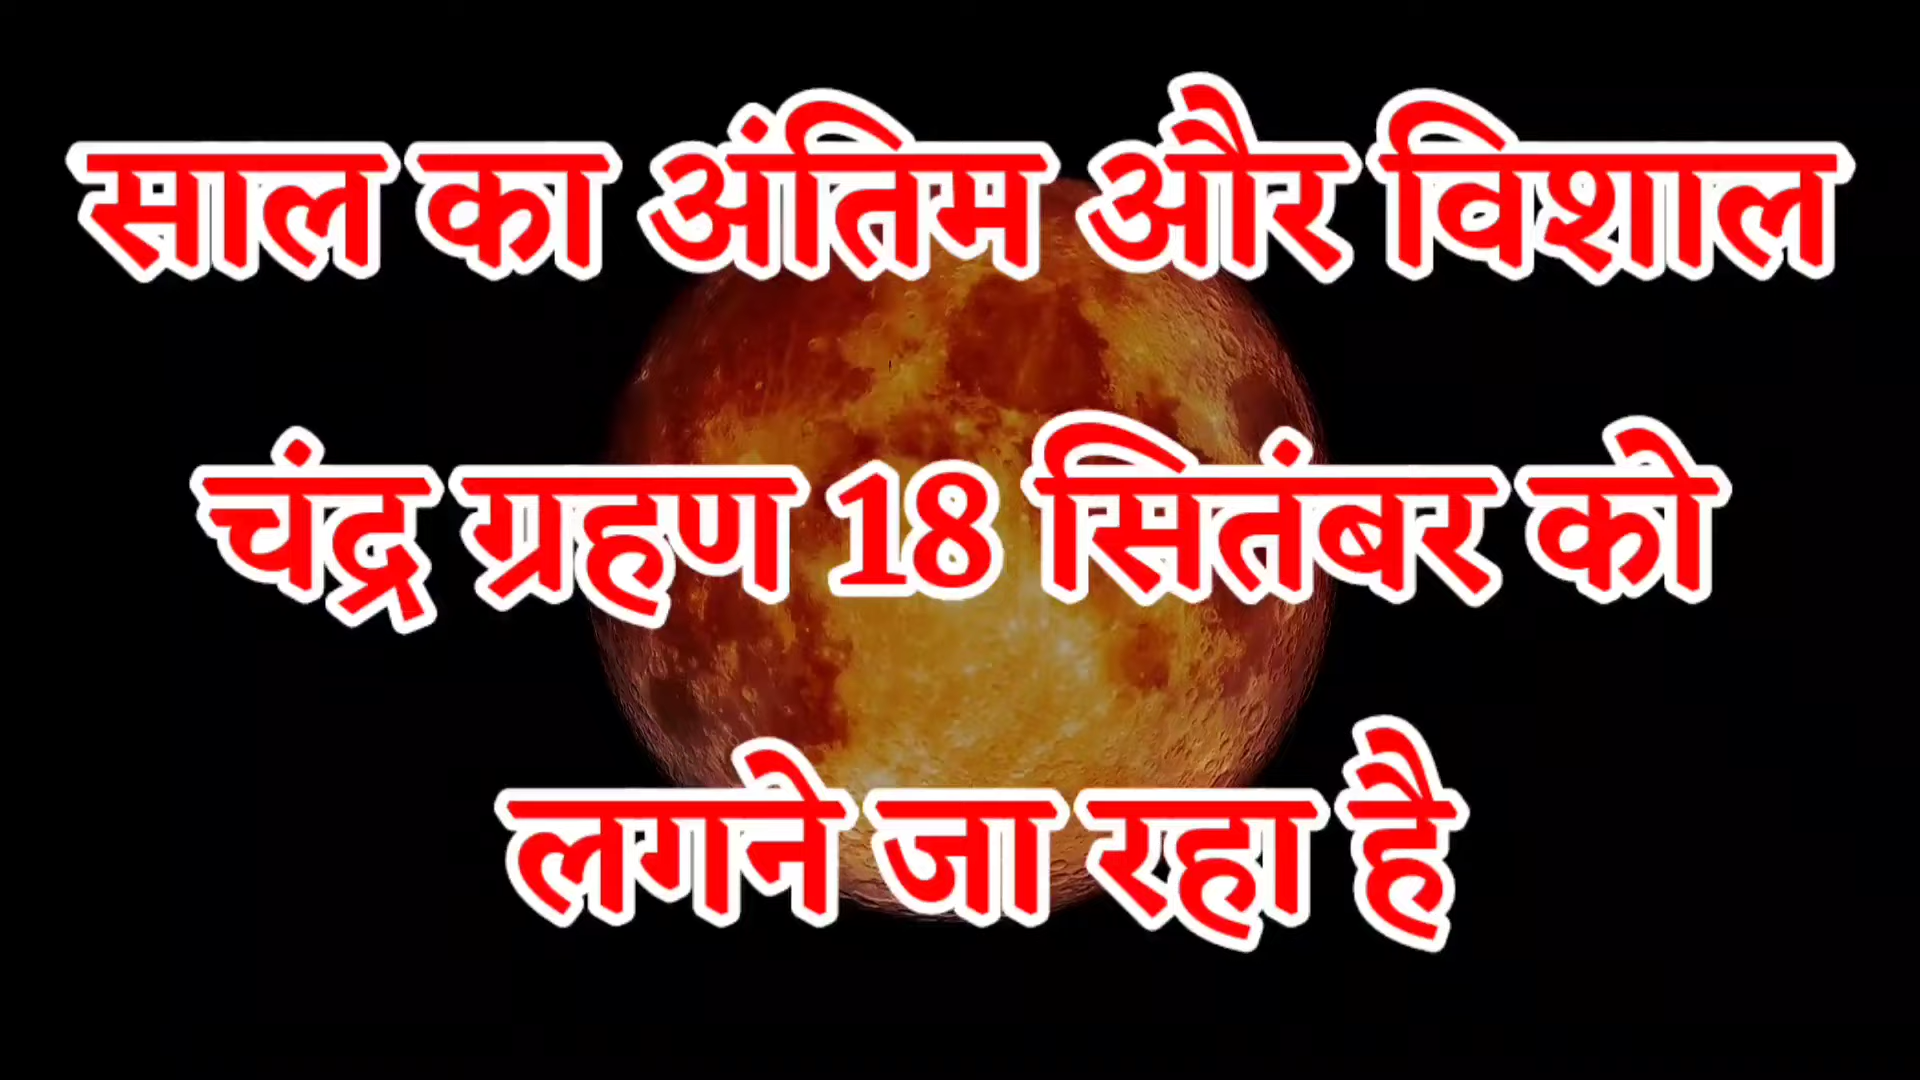 साल का अंतिम और विशाल
चंद्र ग्रहण 18 सितंबर को
लगने जा रहा है